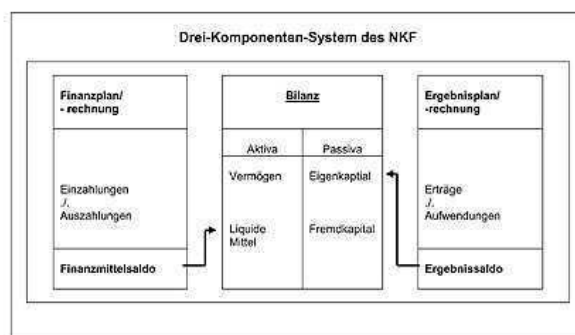 Drei-Komponenten-System des NKF
Finanzplan/
- rechnung
Einzahlungen
./.
Auszahlungen
Finanzmittelsaldo
Bilanz
Aktiva
Passiva
Vermögen
Eigenkaptial
Liquide
Mittel
Fremdkapital
Ergebnisplan/
-rechnung
Erträge
./.
Aufwendungen
Ergebnissaldo